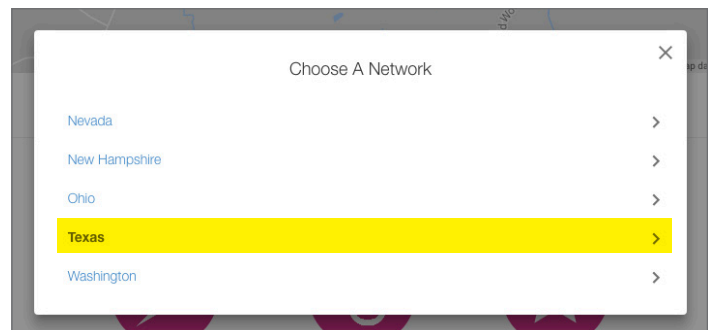 Choose A Network
Nevada
New Hampshire
Ohio
Texas
Washington